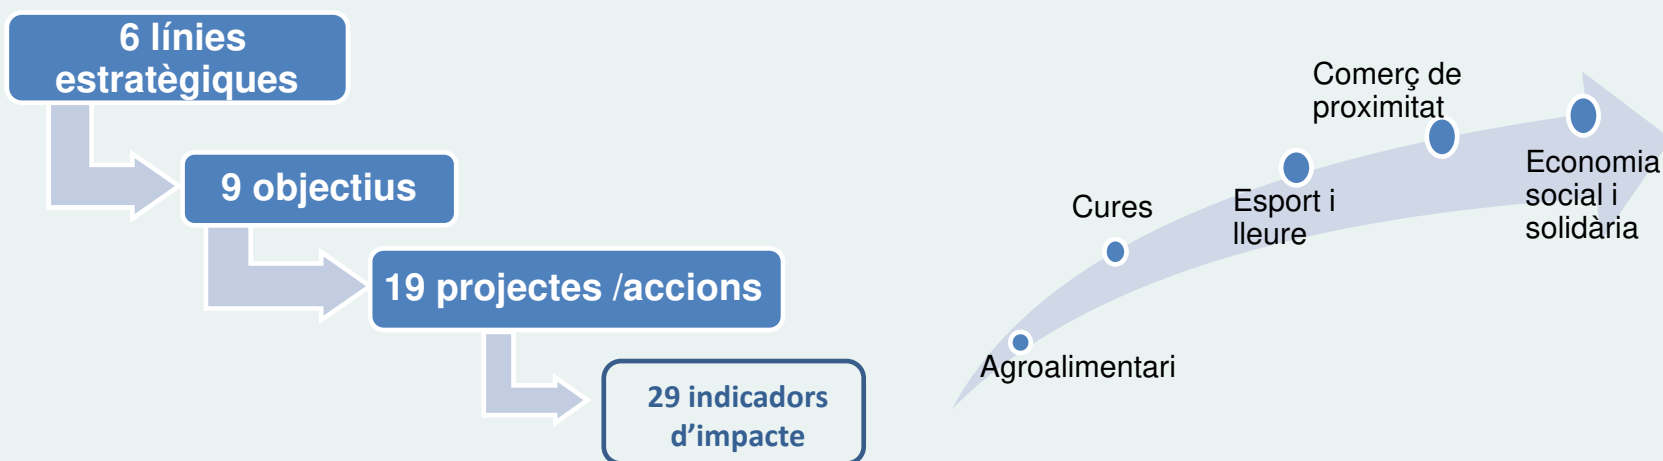 6 línies
estratègiques
9 objectius
19 projectes /accions
29 indicadors
d’impacte
Comerç de
proximitat
Economia
social i
solidària
Esport i
lleure
Cures
Agroalimentari